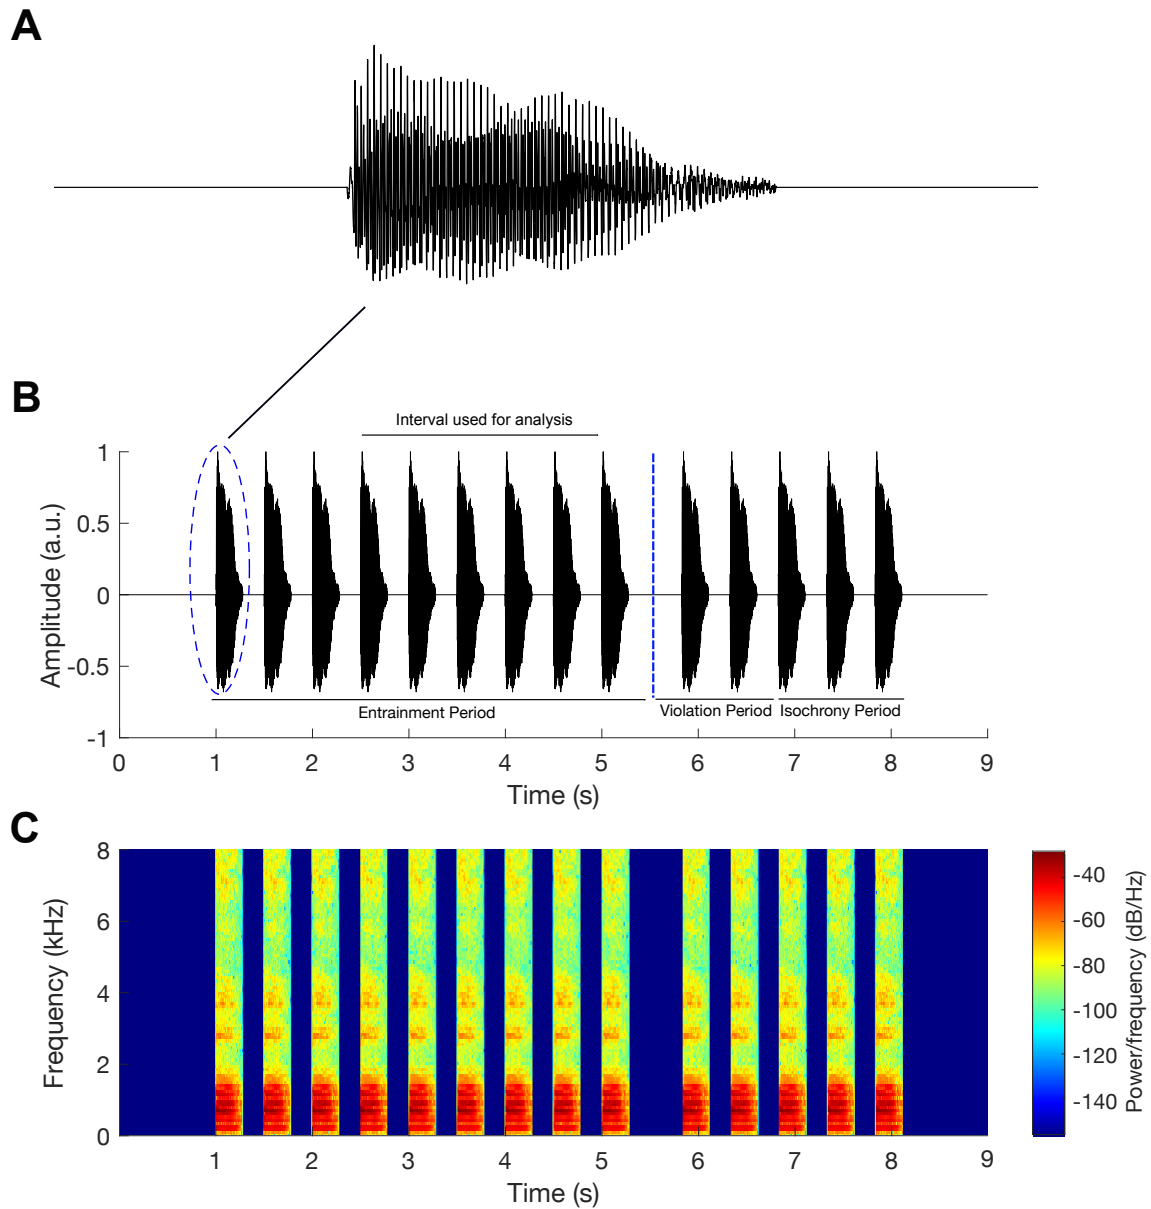 A
B
Interval used for analysis
1
0.5
0
-0.5
-1
Amplitude (a.u.)
Entrainment Period
Violation Period
Isochrony Period
0 1 2 3 4 5 6 7 8 9
Time (s)
C
8
6
4
2
0
Frequency (kHz)
1 2 3 4 5 6 7 8 9
Time (s)
-40
-60
-80
-100
-120
-140
Power/frequency (dB/Hz)